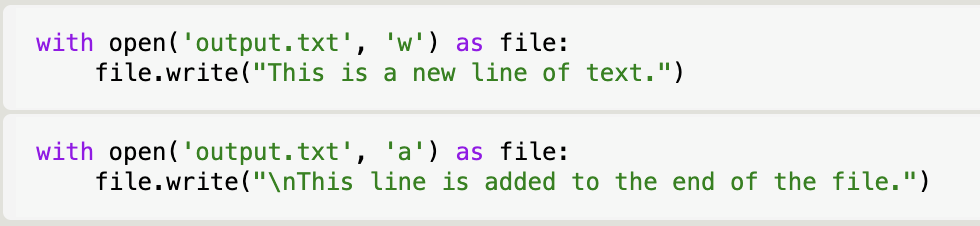 with open('output.txt', 'w') as file:
    file.write("This is a new line of text.")
with open('output.txt', 'a') as file:
    file.write("\nThis line is added to the end of the file.")